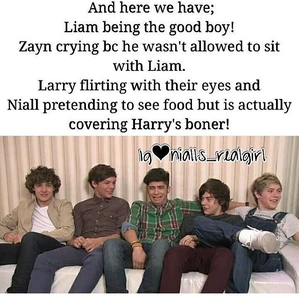 And here we have;
Liam being the good boy!
Zayn crying bc he wasn't allowed to sit
with Liam.
Larry flirting with their eyes and
Niall pretending to see food but is actually
covering Harry's boner!
Ig♥nialls_realgirl